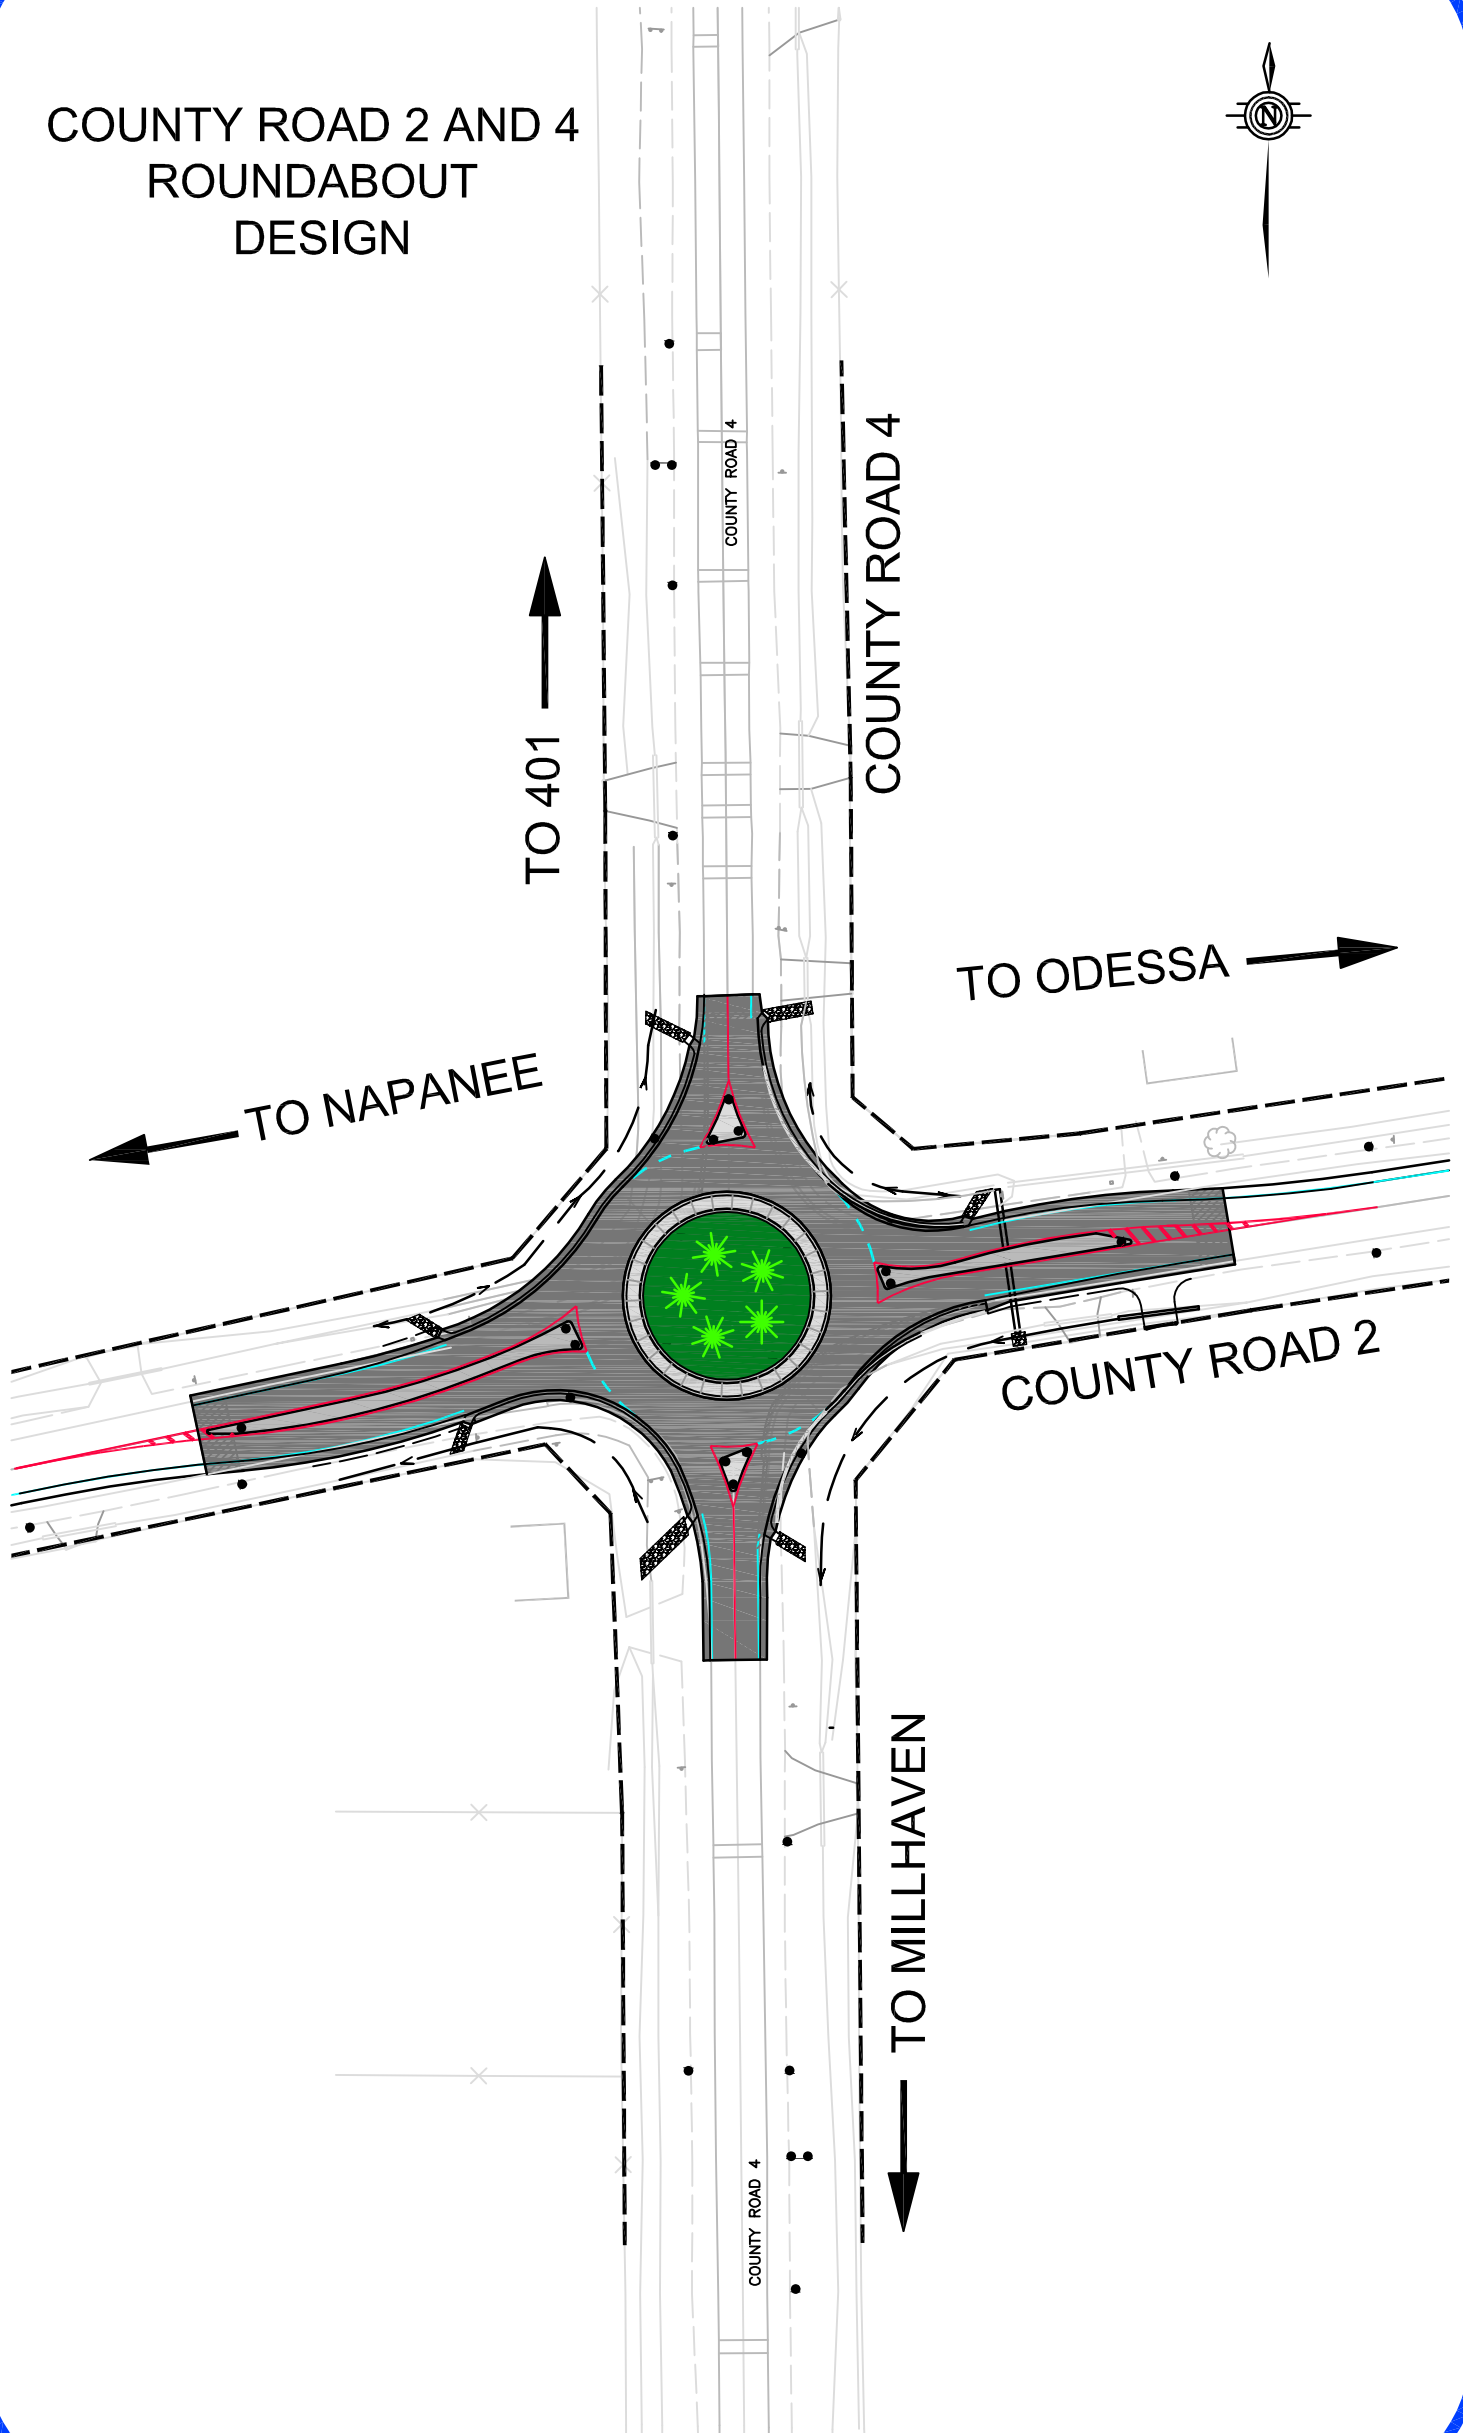 COUNTY ROAD 2 AND 4
ROUNDABOUT
DESIGN
N
COUNTY ROAD 4
COUNTY ROAD 4
TO 401
TO ODESSA
TO NAPANEE
COUNTY ROAD 2
TO MILLHAVEN
COUNTY ROAD 4